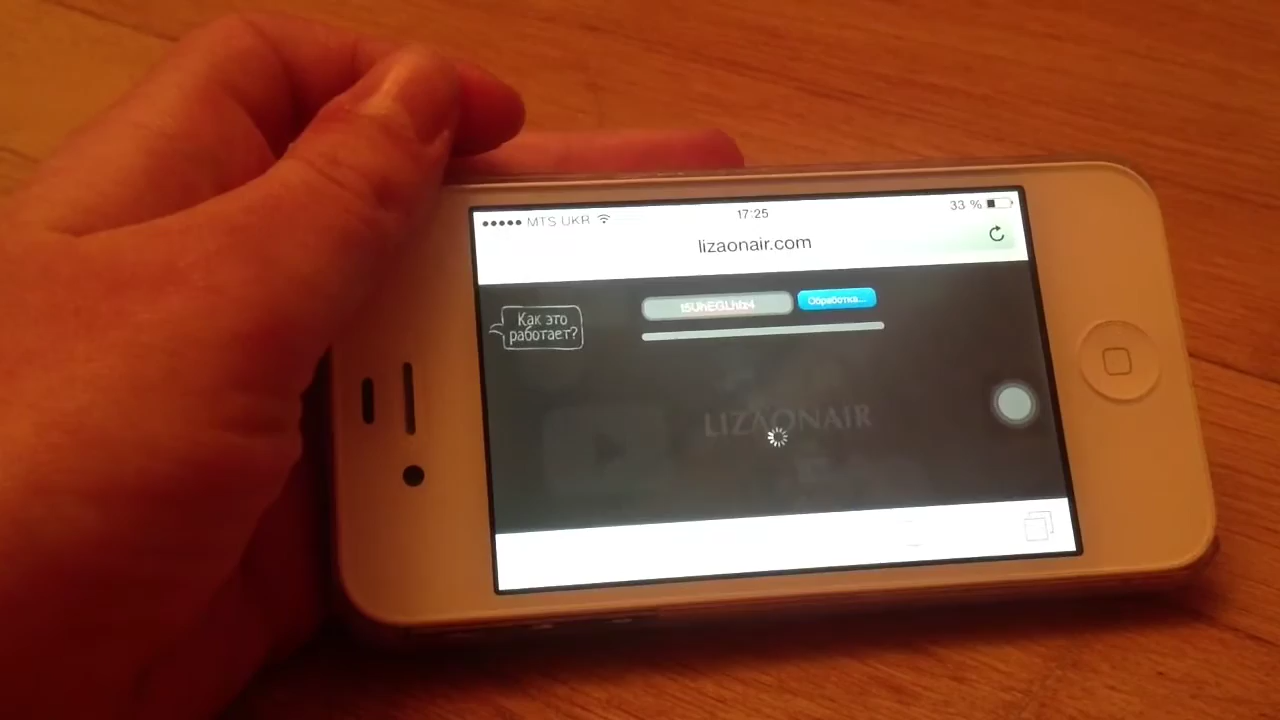 MTS UKR
17:25
33 %
lizaonair.com
Как это
работает?
Обработка...
LIZAONAIR